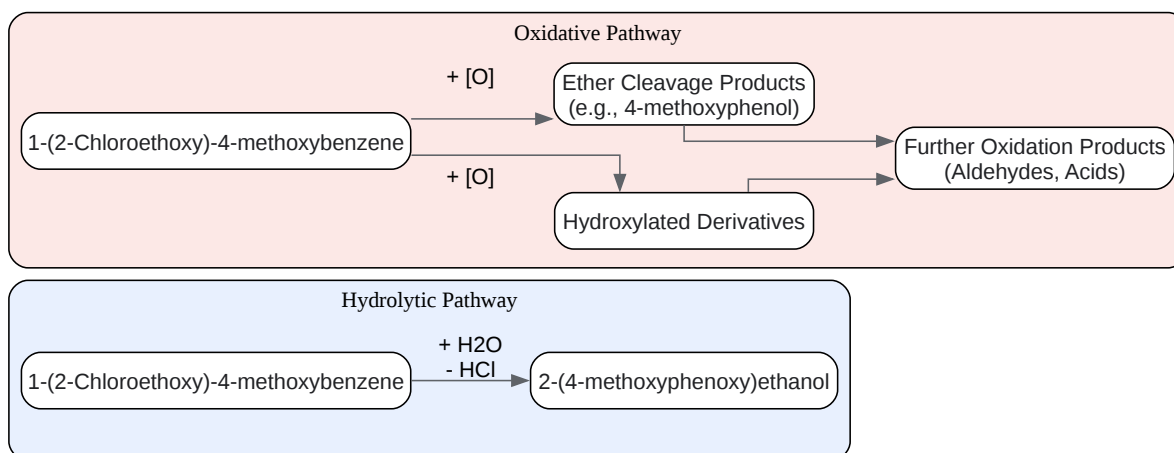 Oxidative Pathway
+ [O]
Ether Cleavage Products
(e.g., 4-methoxyphenol)
1-(2-Chloroethoxy)-4-methoxybenzene
Further Oxidation Products
(Aldehydes, Acids)
+ [O]
Hydroxylated Derivatives
Hydrolytic Pathway
+ H2O
- HCl
1-(2-Chloroethoxy)-4-methoxybenzene
2-(4-methoxyphenoxy)ethanol